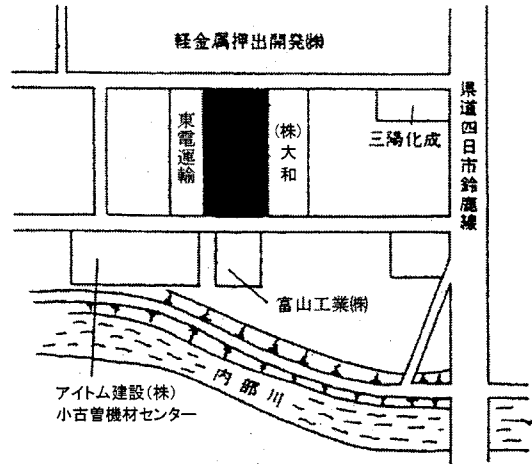 軽金属押出開発㈱
県道四日市鈴鹿線
東電運輸
(株)大和
三陽化成
富山工業㈱
アイトム建設(株)
小古曽機材センター
内部川